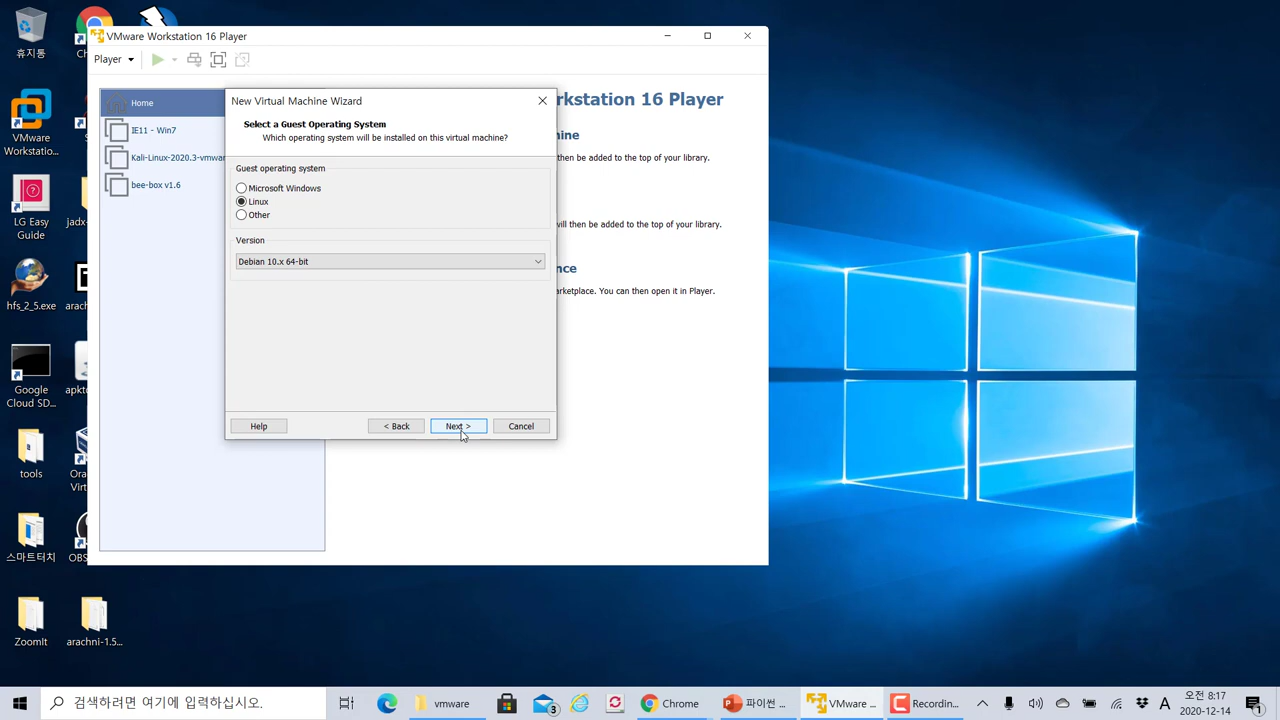 휴지통
Ch
VMware
Workstatio...
LG Easy
Guide
hfs_2_5.exe
jadx
arach
Google
Cloud SD...
apkto
tools
Ora
Virt
스마트터치
OBS
ZoomIt
arachni-1.5...
VMware Workstation 16 Player
Player
Home
IE11 - Win7
Kali-Linux-2020.3-vmwar
bee-box v1.6
rkstation 16 Player
ine
then be added to the top of your library.
will then be added to the top of your library.
nce
rketplace. You can then open it in Player.
New Virtual Machine Wizard
Select a Guest Operating System
Which operating system will be installed on this virtual machine?
Guest operating system
Microsoft Windows
Linux
Other
Version
Debian 10.x 64-bit
Help
< Back
Next >
Cancel
검색하려면 여기에 입력하십시오.
vmware
3
Chrome
파이썬 ...
VMware ...
Recordin...
A
오전 8:17
2020-12-14
1